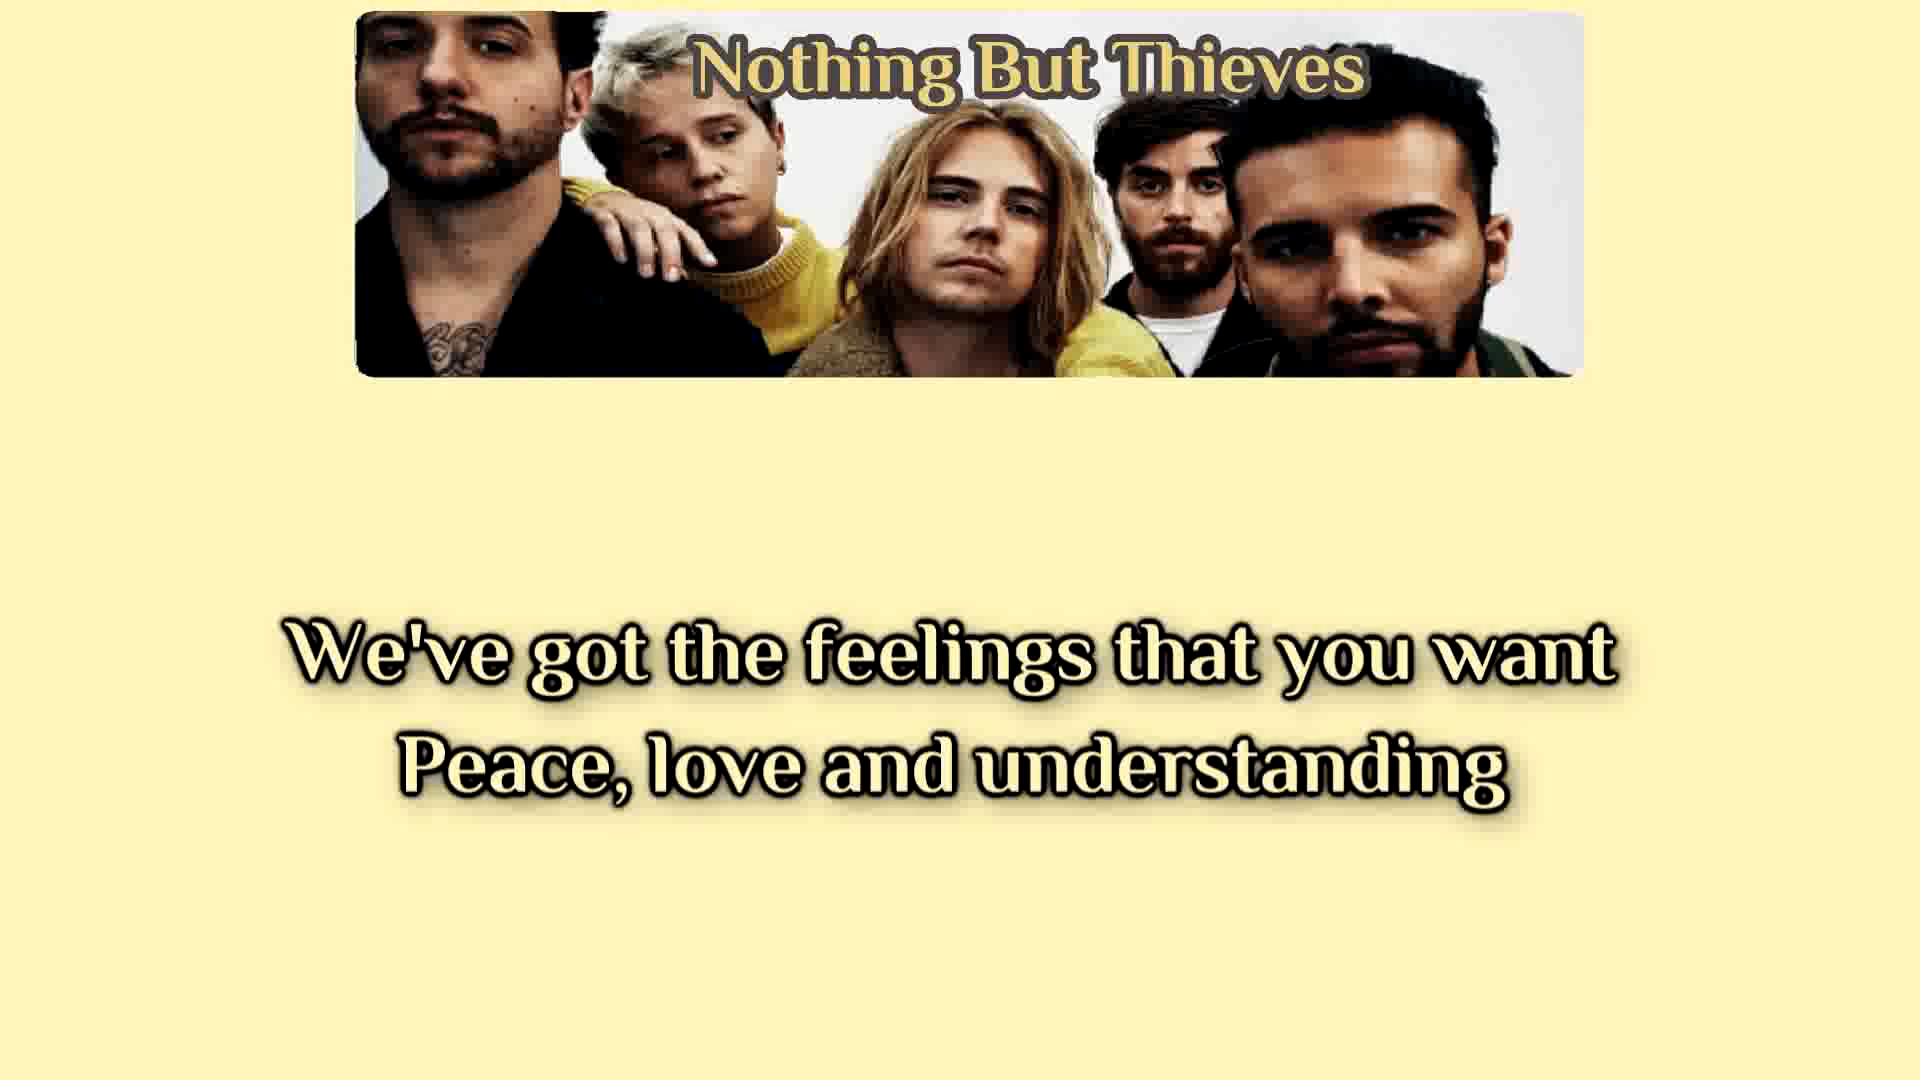 Nothing But Thieves
We've got the feelings that you want
Peace, love and understanding